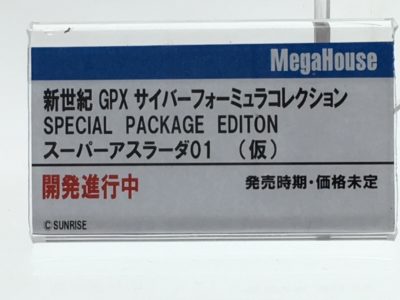 MegaHouse
新世紀 GPX サイバーフォーミュラコレクション
SPECIAL PACKAGE EDITON
スーパーアスラーダ01 （仮）
開発進行中 発売時期・価格未定
© SUNRISE